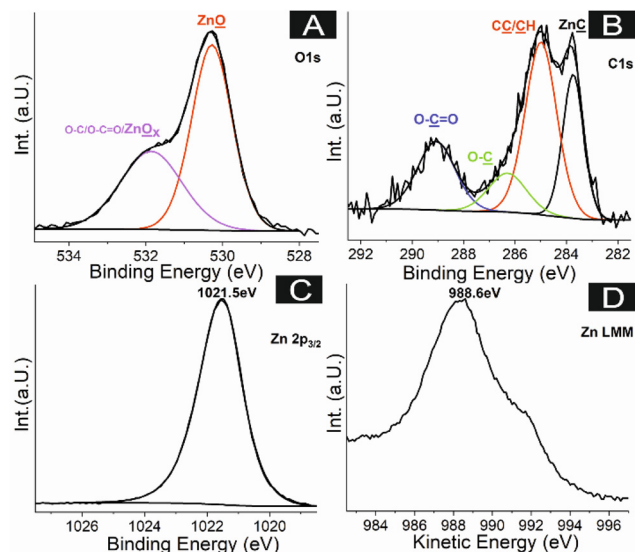 A
ZnO
O1s
O-C/O-C=O/ZnOx
Int. (a.U.)
534 532 530 528
Binding Energy (eV)
B
CC/CH ZnC
C1s
O-C=O
O-C
Int. (a.U.)
292 290 288 286 284 282
Binding Energy (eV)
C
1021.5eV
Zn 2p3/2
Int.(a.U.)
1026 1024 1022 1020
Binding Energy (eV)
D
988.6eV
Zn LMM
Int.(a.U.)
984 986 988 990 992 994 996
Kinetic Energy (eV)